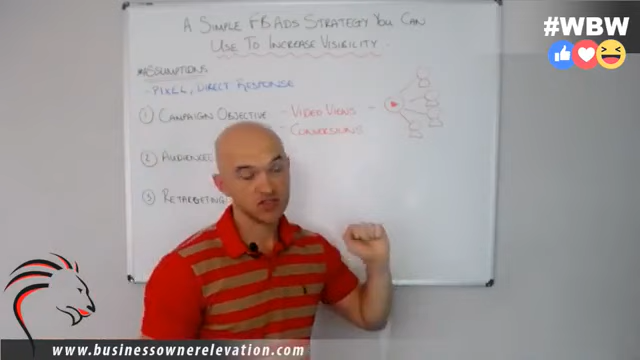 #WBW
A SIMPLE FB ADS STRATEGY YOU CAN
USE TO INCREASE VISIBILITY.
*ASSUMPTIONS
- PIXEL, DIRECT RESPONSE
1 CAMPAIGN OBJECTIVE - VIDEO VIEWS -
- CONVERSIONS
2 AUDIENCES
3 RETARGETING
www.businessownerelevation.com